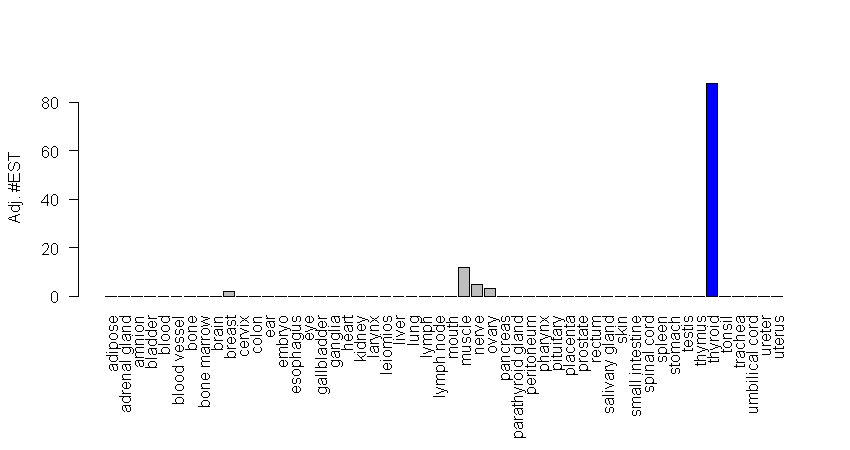 Adj. #EST
80
60
40
20
0
adipose
adrenal gland
amnion
bladder
blood
blood vessel
bone
bone marrow
brain
breast
cervix
colon
ear
embryo
esophagus
eye
gallbladder
ganglia
heart
kidney
larynx
leiomios
liver
lung
lymph
lymph node
mouth
muscle
nerve
ovary
pancreas
parathyroid gland
peritoneum
pharynx
pituitary
placenta
prostate
rectum
salivary gland
skin
small intestine
spinal cord
spleen
stomach
testis
thymus
thyroid
tonsil
trachea
umbilical cord
ureter
uterus